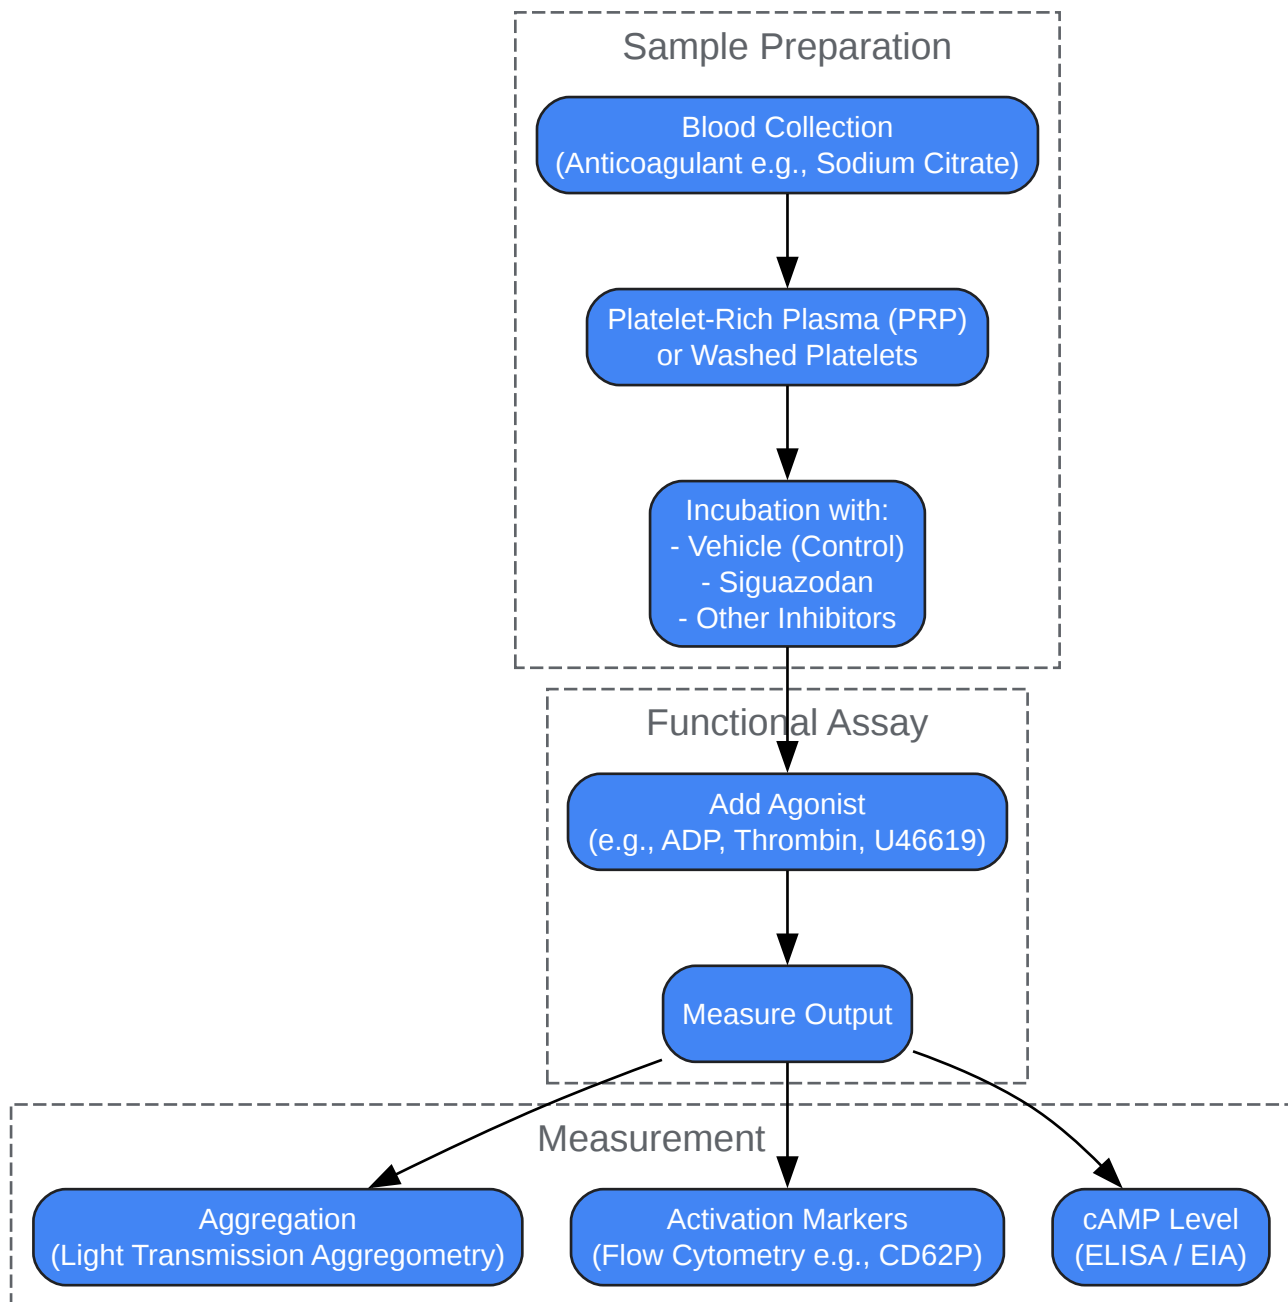 Sample Preparation
Blood Collection
(Anticoagulant e.g., Sodium Citrate)
Platelet-Rich Plasma (PRP)
or Washed Platelets
Incubation with:
- Vehicle (Control)
- Siguazodan
- Other Inhibitors
Functional Assay
Add Agonist
(e.g., ADP, Thrombin, U46619)
Measure Output
Measurement
Aggregation
(Light Transmission Aggregometry)
Activation Markers
(Flow Cytometry e.g., CD62P)
cAMP Level
(ELISA / EIA)